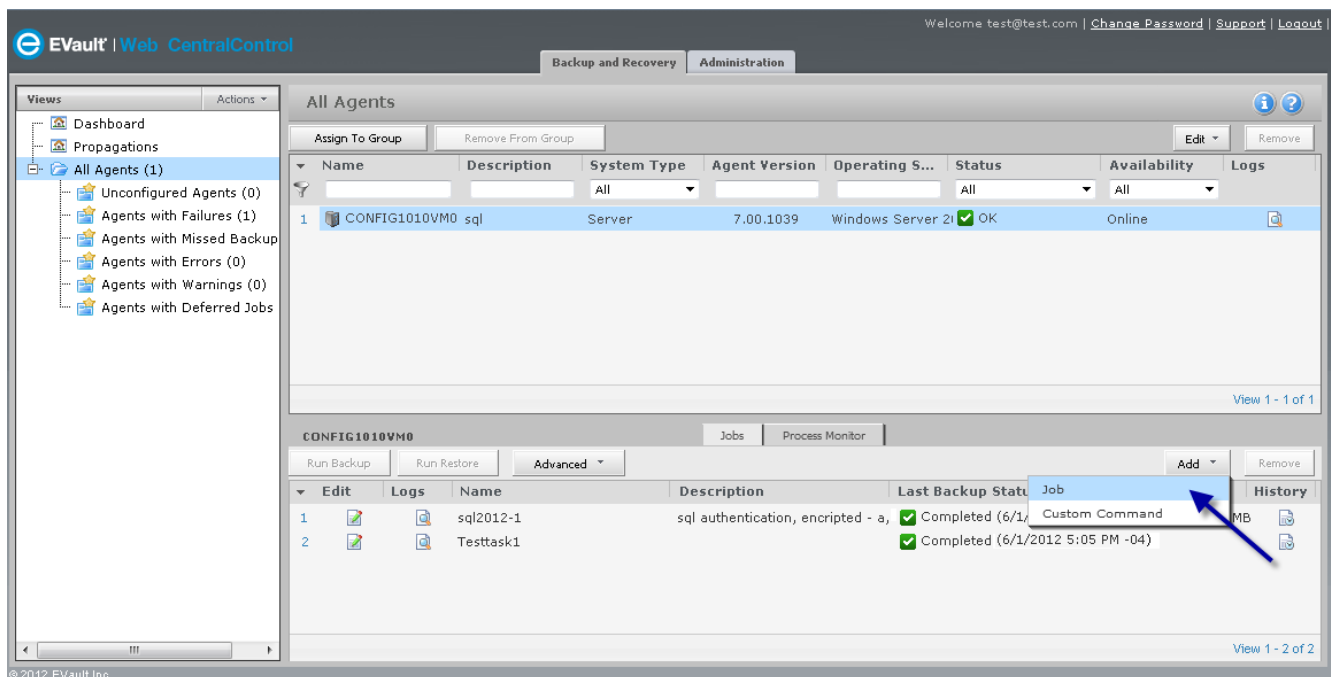 Welcome test@test.com | Change Password | Support | Logout |
EVault | Web CentralControl
Backup and Recovery Administration
Views Actions
All Agents
Dashboard
Propagations
All Agents (1)
Unconfigured Agents (0)
Agents with Failures (1)
Agents with Missed Backup
Agents with Errors (0)
Agents with Warnings (0)
Agents with Deferred Jobs
Assign To Group Remove From Group Edit Remove
Name Description System Type Agent Version Operating S... Status Availability Logs
All All All
1 CONFIG1010VM0 sql Server 7.00.1039 Windows Server 2 OK Online
View 1 - 1 of 1
CONFIG1010VM0 Jobs Process Monitor
Run Backup Run Restore Advanced Add Remove
Job
Custom Command
Edit Logs Name Description Last Backup Statu History
1 sql2012-1 sql authentication, encripted - a, Completed (6/1/ MB
2 Testtask1 Completed (6/1/2012 5:05 PM -04)
View 1 - 2 of 2
© 2012 EVault Inc